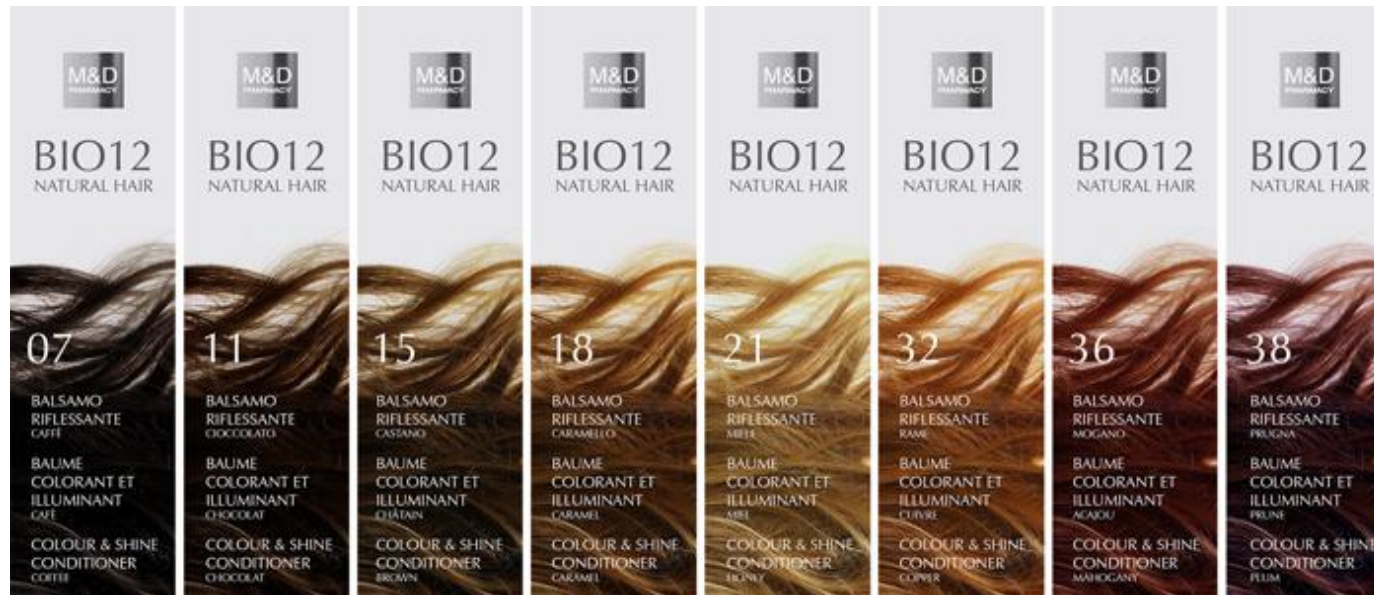 M&D
PHARMACY
BIO12
NATURAL HAIR
07
BALSAMO
RIFLESSANTE
CAFFÈ
BAUME
COLORANT ET
ILLUMINANT
CAFÉ
COLOUR & SHINE
CONDITIONER
COFFEE
M&D
PHARMACY
BIO12
NATURAL HAIR
11
BALSAMO
RIFLESSANTE
CIOCCOLATO
BAUME
COLORANT ET
ILLUMINANT
CHOCOLAT
COLOUR & SHINE
CONDITIONER
CHOCOLAT
M&D
PHARMACY
BIO12
NATURAL HAIR
15
BALSAMO
RIFLESSANTE
CASTANO
BAUME
COLORANT ET
ILLUMINANT
CHÂTAIN
COLOUR & SHINE
CONDITIONER
BROWN
M&D
PHARMACY
BIO12
NATURAL HAIR
18
BALSAMO
RIFLESSANTE
CARAMELLO
BAUME
COLORANT ET
ILLUMINANT
CARAMEL
COLOUR & SHINE
CONDITIONER
CARAMEL
M&D
PHARMACY
BIO12
NATURAL HAIR
21
BALSAMO
RIFLESSANTE
MIELE
BAUME
COLORANT ET
ILLUMINANT
MIEL
COLOUR & SHINE
CONDITIONER
HONEY
M&D
PHARMACY
BIO12
NATURAL HAIR
32
BALSAMO
RIFLESSANTE
RAME
BAUME
COLORANT ET
ILLUMINANT
CUIVRE
COLOUR & SHINE
CONDITIONER
COPPER
M&D
PHARMACY
BIO12
NATURAL HAIR
36
BALSAMO
RIFLESSANTE
MOGANO
BAUME
COLORANT ET
ILLUMINANT
ACAJOU
COLOUR & SHINE
CONDITIONER
MAHOGANY
M&D
PHARMACY
BIO12
NATURAL HAIR
38
BALSAMO
RIFLESSANTE
PRUGNA
BAUME
COLORANT ET
ILLUMINANT
PRUNE
COLOUR & SHINE
CONDITIONER
PLUM